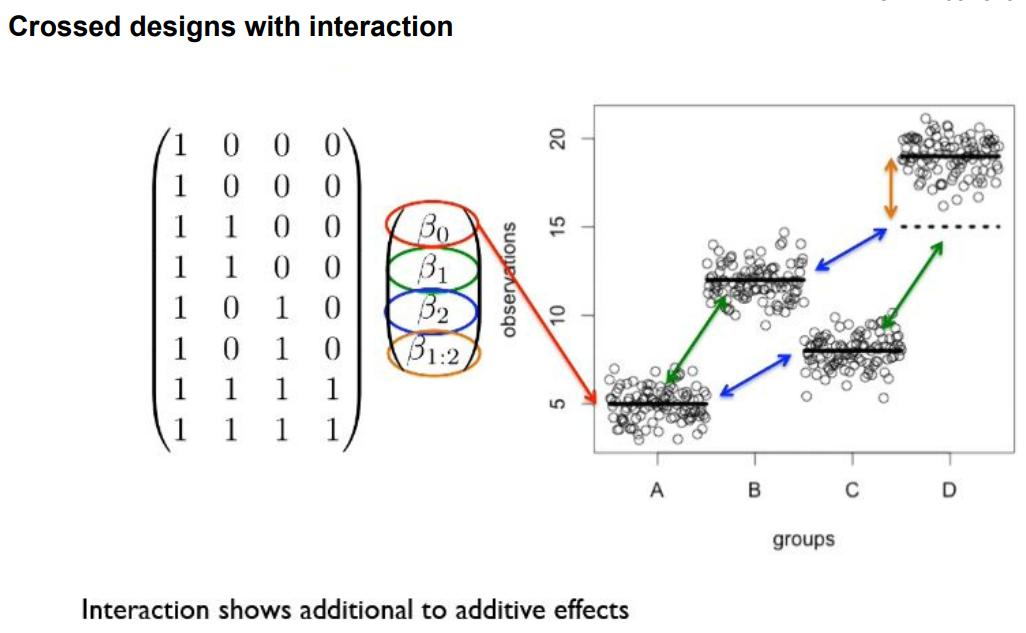 Crossed designs with interaction
1 0 0 0
1 0 0 0
1 1 0 0
1 1 0 0
1 0 1 0
1 0 1 0
1 1 1 1
1 1 1 1
β0
β1
β2
β1:2
observations
20
15
10
5
A B C D
groups
Interaction shows additional to additive effects